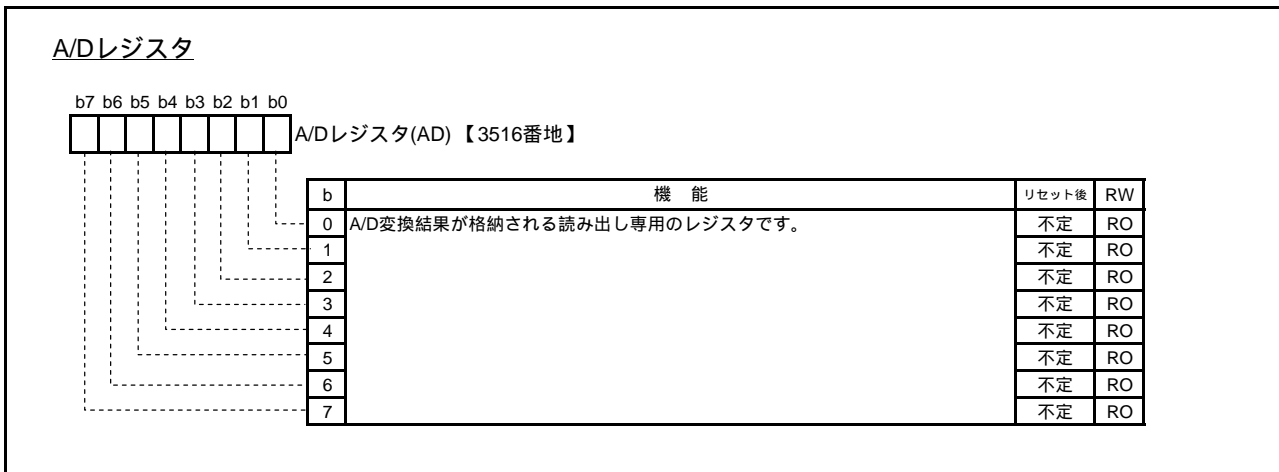 A/Dレジスタ
b7 b6 b5 b4 b3 b2 b1 b0
A/Dレジスタ(AD) 【3516番地】
b 機 能 リセット後 RW
0 A/D変換結果が格納される読み出し専用のレジスタです。 不定 RO
1 不定 RO
2 不定 RO
3 不定 RO
4 不定 RO
5 不定 RO
6 不定 RO
7 不定 RO